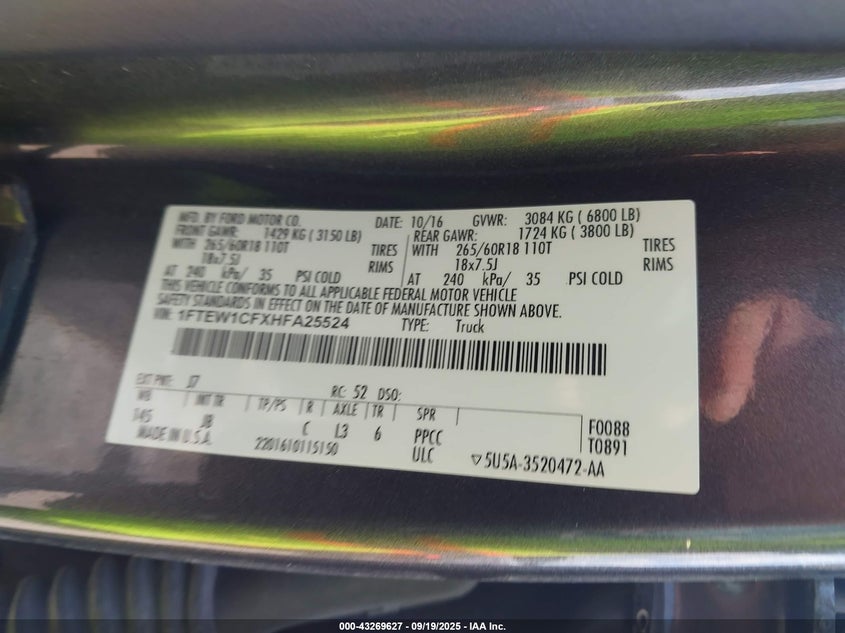 MFD. BY FORD MOTOR CO. DATE: 10/16 GVWR: 3084 KG ( 6800 LB)
FRONT GAWR: 1429 KG ( 3150 LB) REAR GAWR: 1724 KG ( 3800 LB)
WITH 265/60R18 110T TIRES WITH 265/60R18 110T TIRES
18x7.5J RIMS 18x7.5J RIMS
AT 240 kPa/ 35 PSI COLD AT 240 kPa/ 35 PSI COLD
THIS VEHICLE CONFORMS TO ALL APPLICABLE FEDERAL MOTOR VEHICLE
SAFETY STANDARDS IN EFFECT ON THE DATE OF MANUFACTURE SHOWN ABOVE.
VIN: 1FTEW1CFXHFA25524 TYPE: Truck
EXT PNT: J7 RC: 52 DSO:
WB INT TR TP/PS R AXLE TR SPR F0088
145 JB C L3 6 PPCC T0891
MADE IN U.S.A. 2201610115150 ULC ▽5U5A-3520472-AA
000-43269627 - 09/19/2025 - IAA Inc.